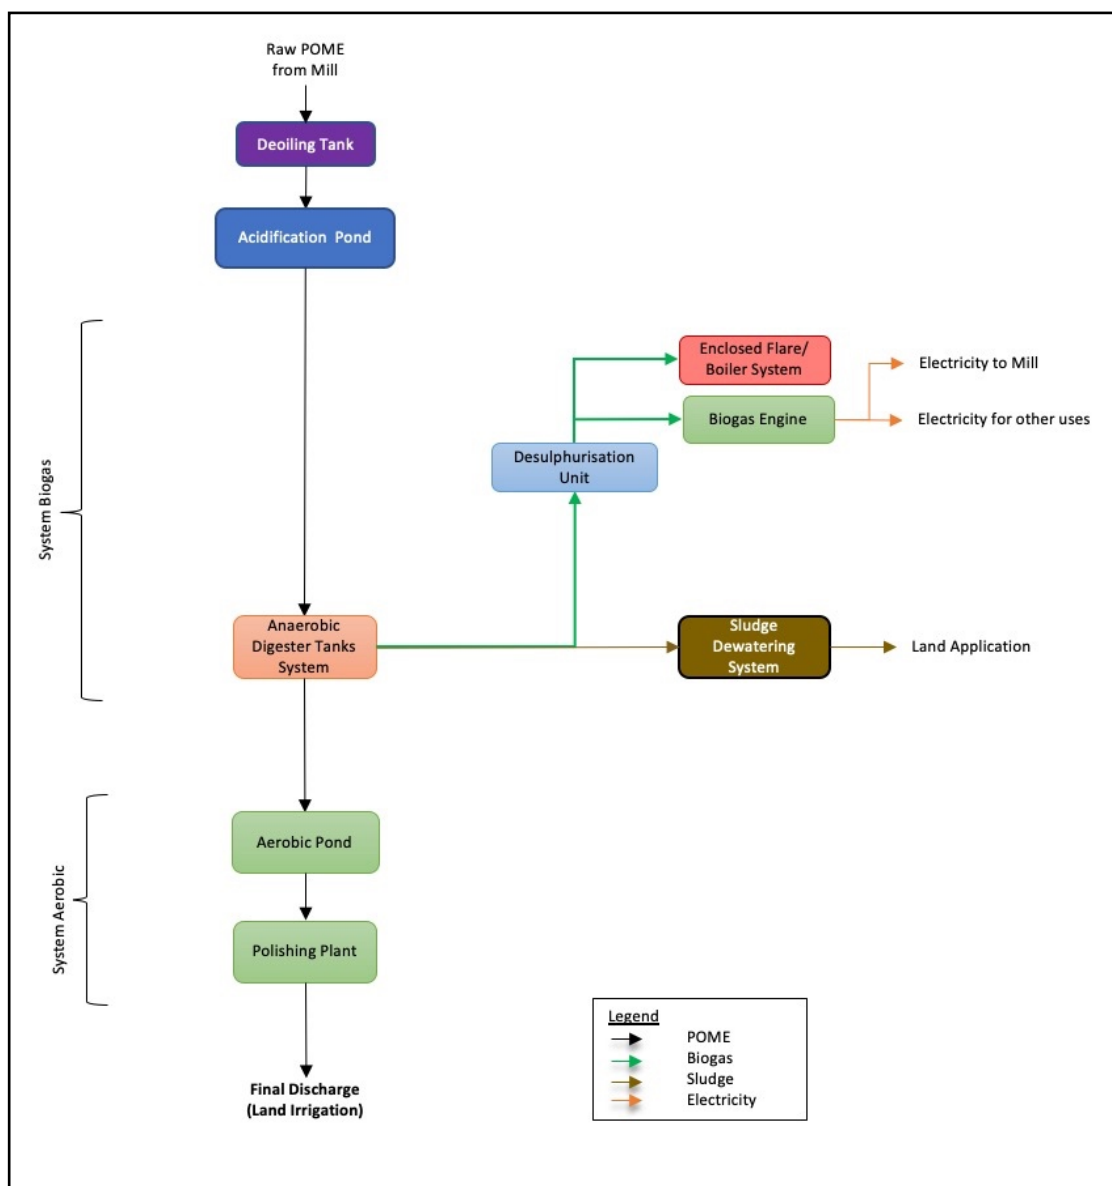 Raw POME
from Mill
Deoiling Tank
Acidification Pond
System Biogas
Enclosed Flare/
Boiler System
Electricity to Mill
Biogas Engine
Electricity for other uses
Desulphurisation
Unit
Anaerobic
Digester Tanks
System
Sludge
Dewatering
System
Land Application
System Aerobic
Aerobic Pond
Polishing Plant
Final Discharge
(Land Irrigation)
Legend
POME
Biogas
Sludge
Electricity